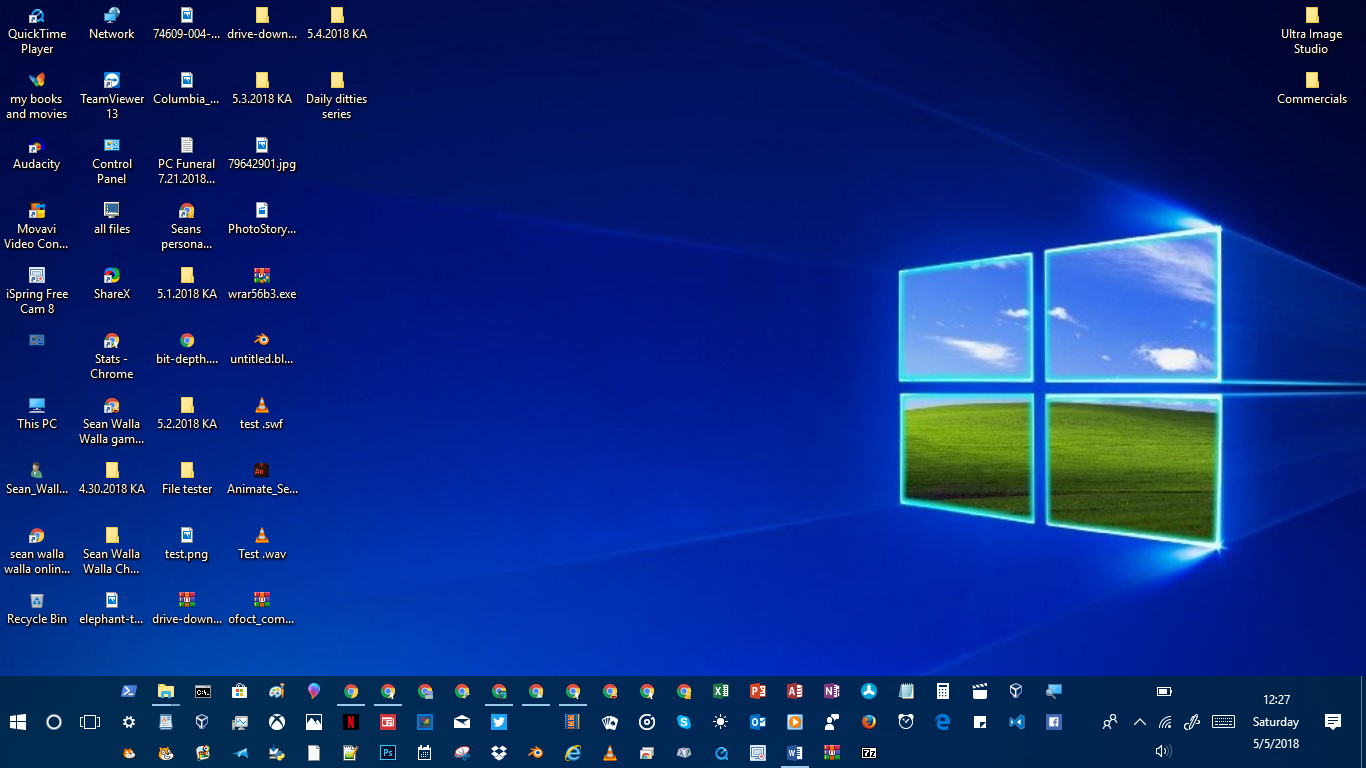 QuickTime
Player
Network
74609-004-...
drive-down...
5.4.2018 KA
Ultra Image
Studio
my books
and movies
TeamViewer
13
Columbia_...
5.3.2018 KA
Daily ditties
series
Commercials
Audacity
Control
Panel
PC Funeral
7.21.2018...
79642901.jpg
Movavi
Video Con...
all files
Seans
persona...
PhotoStory...
iSpring Free
Cam 8
ShareX
5.1.2018 KA
wrar56b3.exe
Stats -
Chrome
bit-depth....
untitled.bl...
This PC
Sean Walla
Walla gam...
5.2.2018 KA
test .swf
Sean_Wall...
4.30.2018 KA
File tester
Animate_Se...
sean walla
walla onlin...
Sean Walla
Walla Ch...
test.png
Test .wav
Recycle Bin
elephant-t...
drive-down...
ofoct_com...
12:27
Saturday
5/5/2018